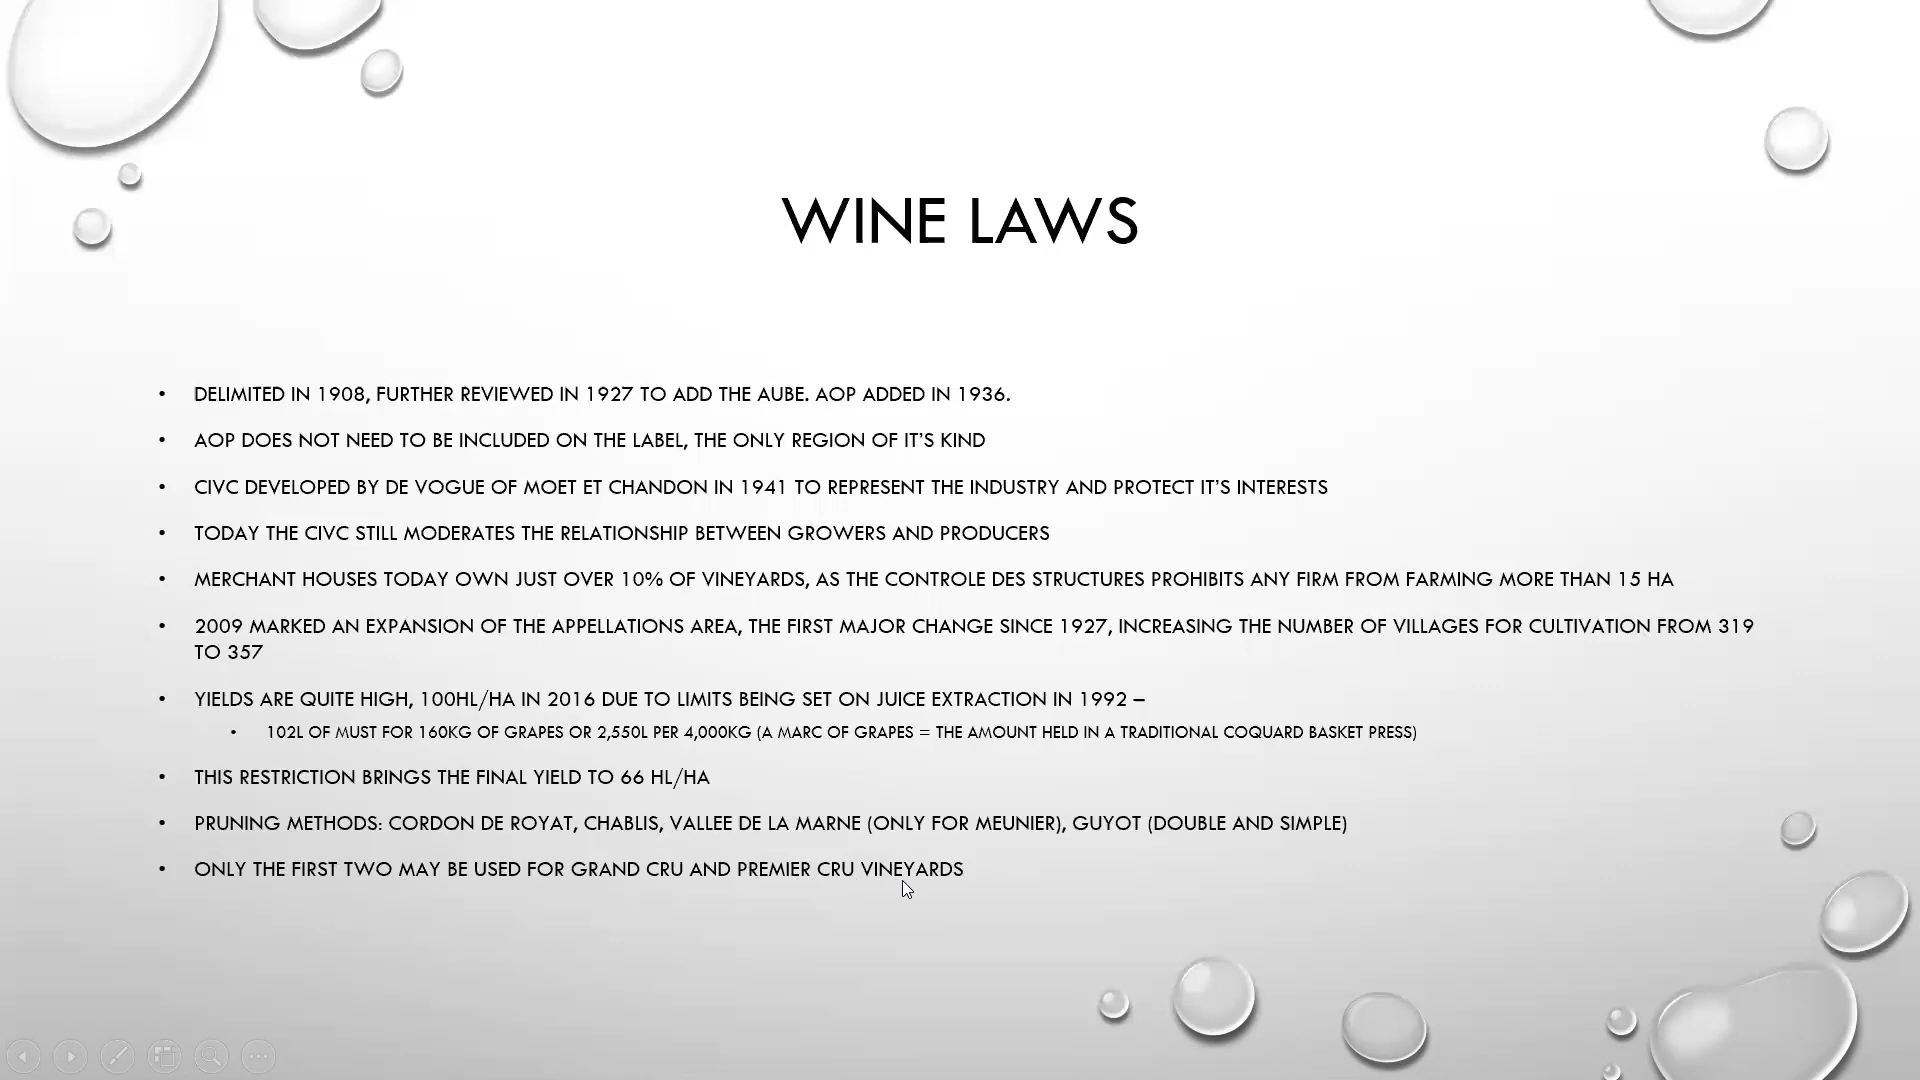 WINE LAWS
• DELIMITED IN 1908, FURTHER REVIEWED IN 1927 TO ADD THE AUBE. AOP ADDED IN 1936.
• AOP DOES NOT NEED TO BE INCLUDED ON THE LABEL, THE ONLY REGION OF IT'S KIND
• CIVC DEVELOPED BY DE VOGUE OF MOET ET CHANDON IN 1941 TO REPRESENT THE INDUSTRY AND PROTECT IT'S INTERESTS
• TODAY THE CIVC STILL MODERATES THE RELATIONSHIP BETWEEN GROWERS AND PRODUCERS
• MERCHANT HOUSES TODAY OWN JUST OVER 10% OF VINEYARDS, AS THE CONTROLE DES STRUCTURES PROHIBITS ANY FIRM FROM FARMING MORE THAN 15 HA
• 2009 MARKED AN EXPANSION OF THE APPELLATIONS AREA, THE FIRST MAJOR CHANGE SINCE 1927, INCREASING THE NUMBER OF VILLAGES FOR CULTIVATION FROM 319
TO 357
• YIELDS ARE QUITE HIGH, 100HL/HA IN 2016 DUE TO LIMITS BEING SET ON JUICE EXTRACTION IN 1992 –
• 102L OF MUST FOR 160KG OF GRAPES OR 2,550L PER 4,000KG (A MARC OF GRAPES = THE AMOUNT HELD IN A TRADITIONAL COQUARD BASKET PRESS)
• THIS RESTRICTION BRINGS THE FINAL YIELD TO 66 HL/HA
• PRUNING METHODS: CORDON DE ROYAT, CHABLIS, VALLEE DE LA MARNE (ONLY FOR MEUNIER), GUYOT (DOUBLE AND SIMPLE)
• ONLY THE FIRST TWO MAY BE USED FOR GRAND CRU AND PREMIER CRU VINEYARDS